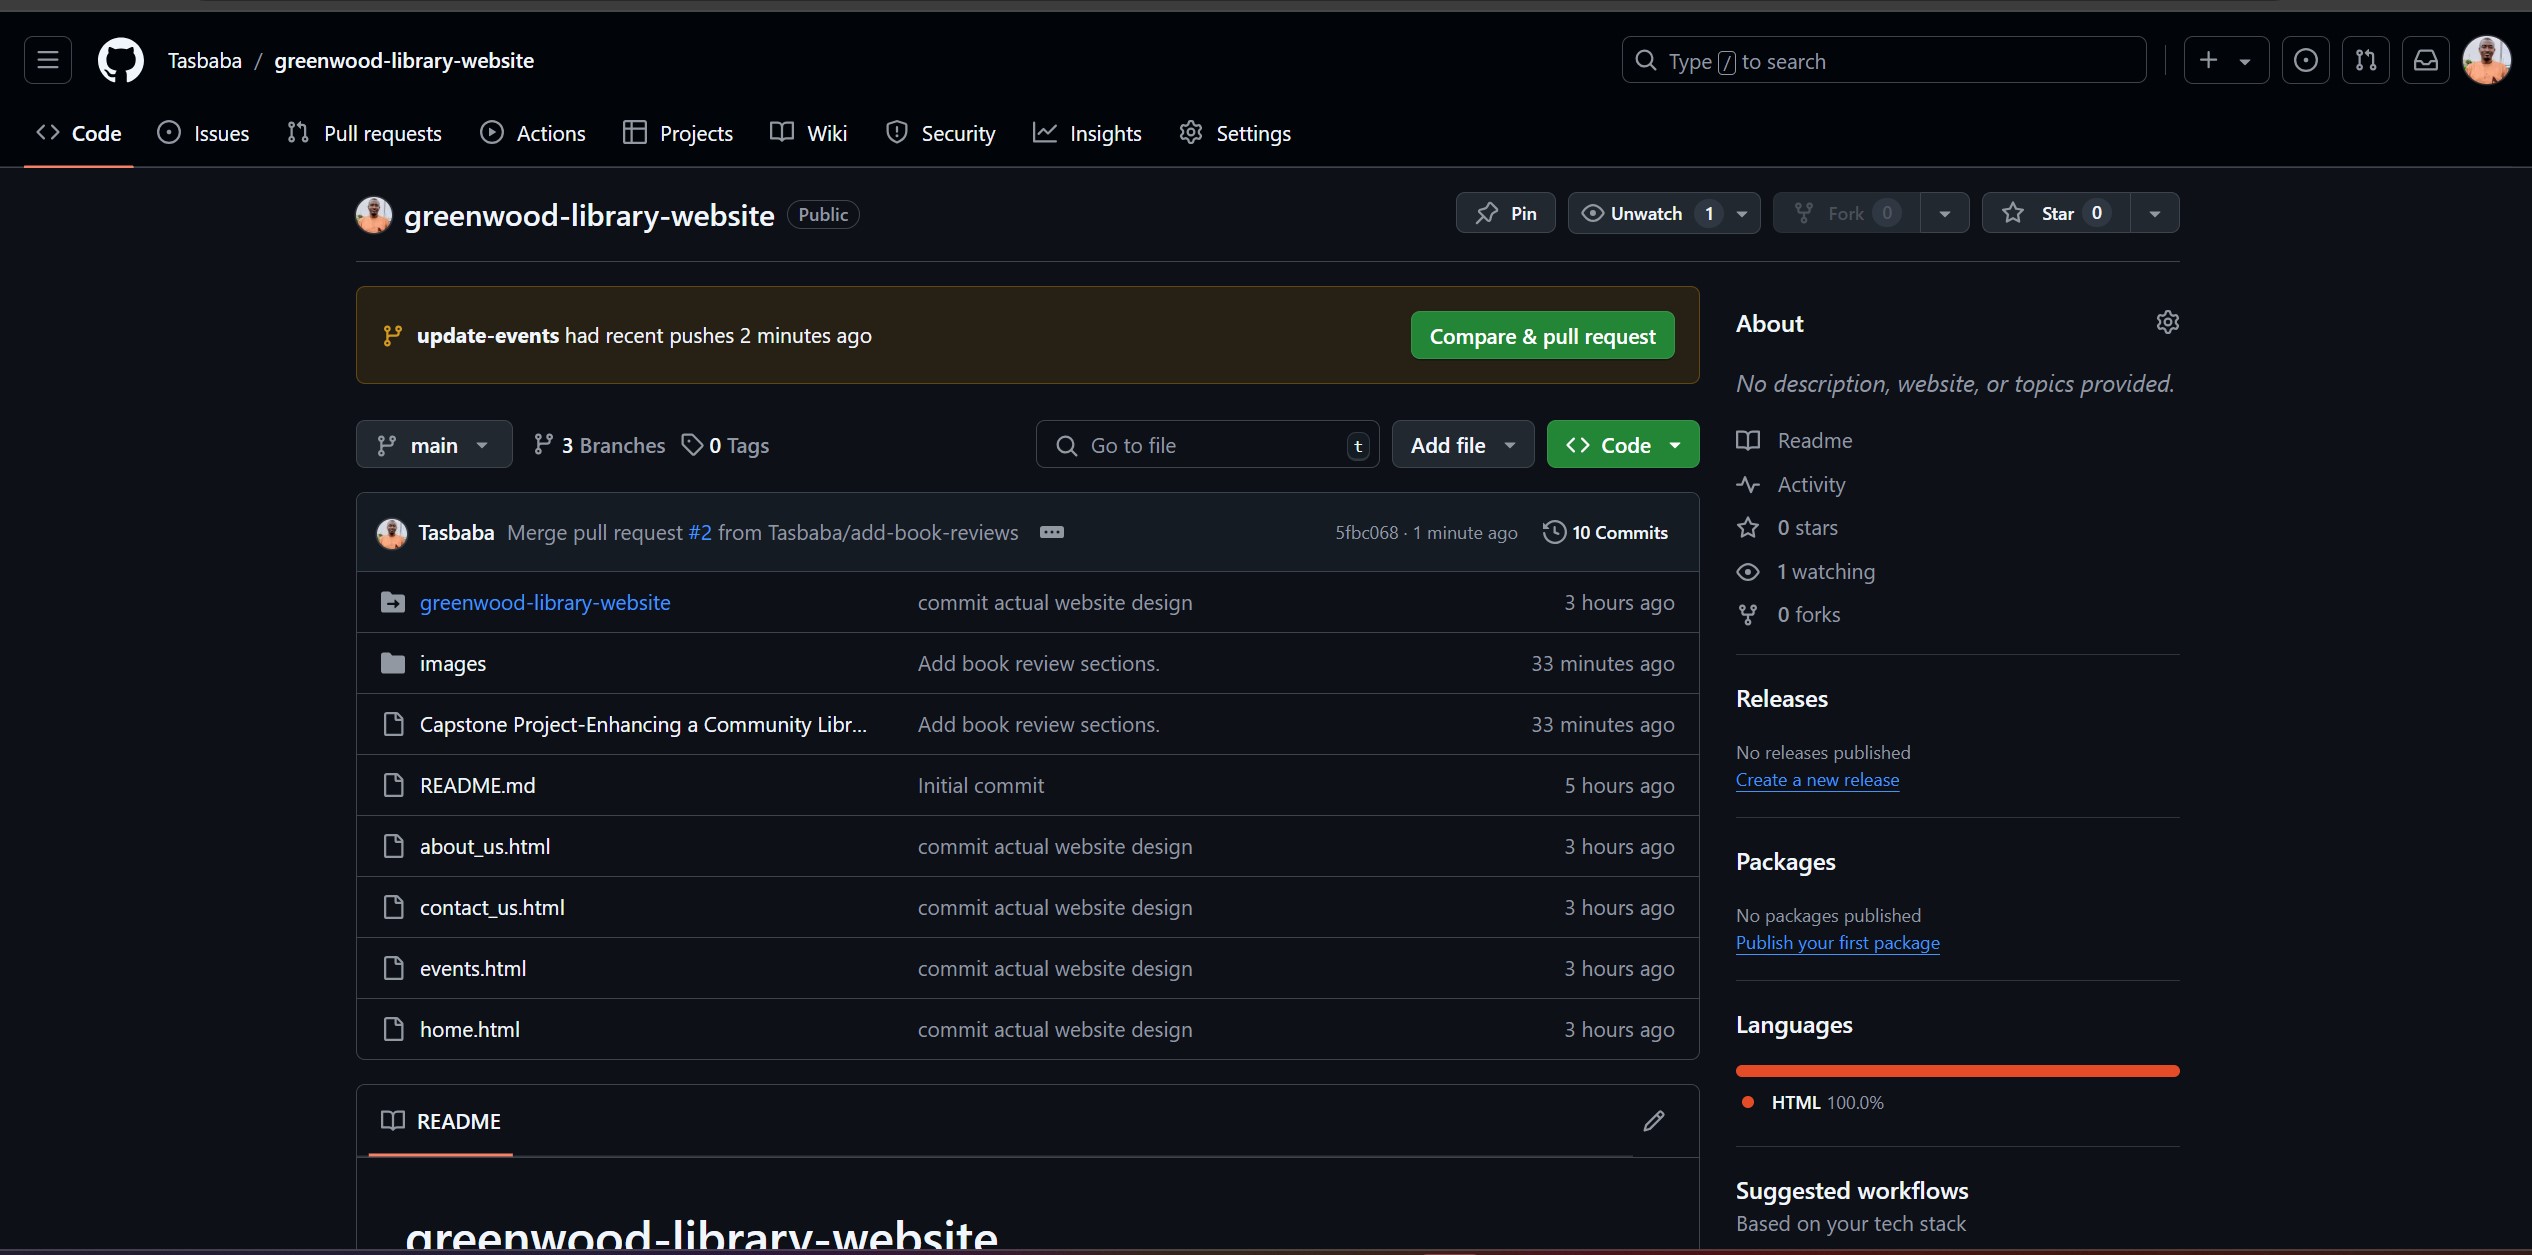 Tasbaba / greenwood-library-website
Type / to search
Code Issues Pull requests Actions Projects Wiki Security Insights Settings
greenwood-library-website Public
Pin Unwatch 1 Fork 0 Star 0
update-events had recent pushes 2 minutes ago
Compare & pull request
main 3 Branches 0 Tags
Go to file t
Add file
Code
Tasbaba Merge pull request #2 from Tasbaba/add-book-reviews 5fbc068 · 1 minute ago 10 Commits
greenwood-library-website commit actual website design 3 hours ago
images Add book review sections. 33 minutes ago
Capstone Project-Enhancing a Community Libr... Add book review sections. 33 minutes ago
README.md Initial commit 5 hours ago
about_us.html commit actual website design 3 hours ago
contact_us.html commit actual website design 3 hours ago
events.html commit actual website design 3 hours ago
home.html commit actual website design 3 hours ago
README
greenwood-library-website
About
No description, website, or topics provided.
Readme
Activity
0 stars
1 watching
0 forks
Releases
No releases published
Create a new release
Packages
No packages published
Publish your first package
Languages
HTML 100.0%
Suggested workflows
Based on your tech stack